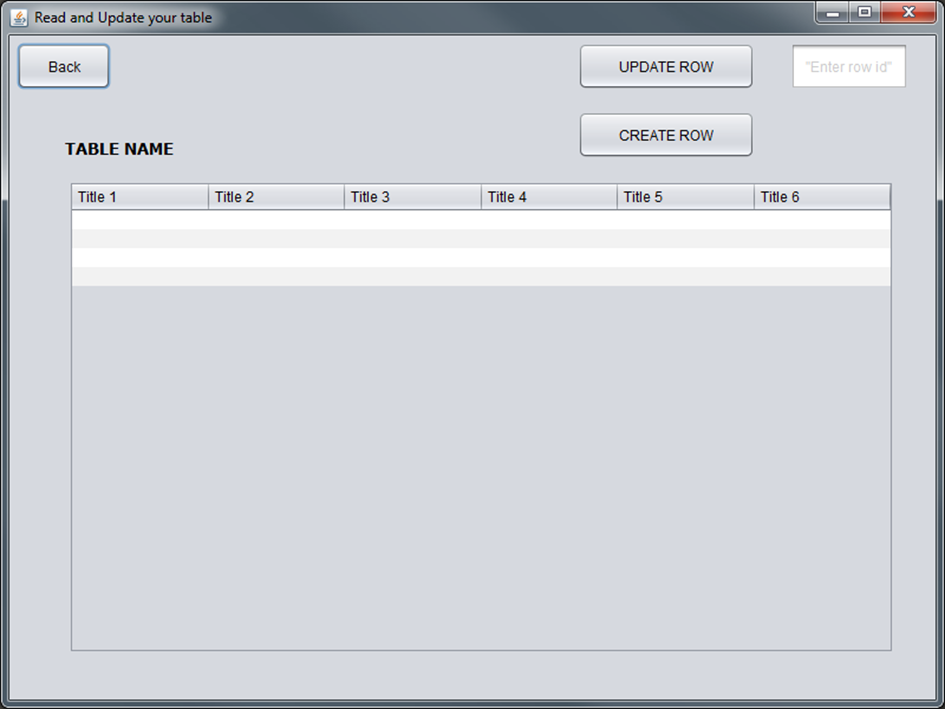 Read and Update your table
Back
UPDATE ROW
"Enter row id"
CREATE ROW
TABLE NAME
Title 1 Title 2 Title 3 Title 4 Title 5 Title 6